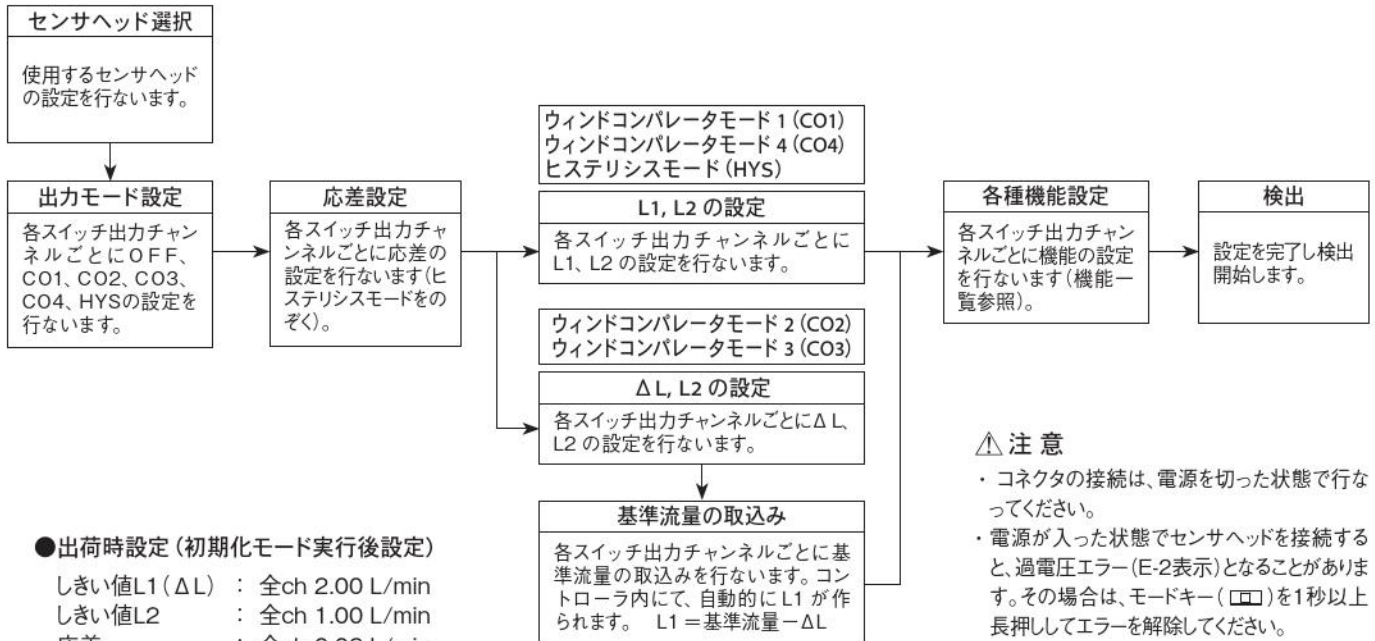 センサヘッド選択
使用するセンサヘッド
の設定を行ないます。
出力モード設定
各スイッチ出力チャン
ネルごとにOFF、
CO1、CO2、CO3、
CO4、HYSの設定を
行ないます。
応差設定
各スイッチ出力チャ
ンネルごとに応差の
設定を行ないます(ヒ
ステリシスモードをの
ぞく)。
ウィンドコンパレータモード 1 (CO1)
ウィンドコンパレータモード 4 (CO4)
ヒステリシスモード (HYS)
L1, L2 の設定
各スイッチ出力チャンネルごとに
L1、L2 の設定を行ないます。
ウィンドコンパレータモード 2 (CO2)
ウィンドコンパレータモード 3 (CO3)
ΔL, L2 の設定
各スイッチ出力チャンネルごとにΔL、
L2 の設定を行ないます。
基準流量の取込み
各スイッチ出力チャンネルごとに基
準流量の取込みを行ないます。コン
トローラ内にて、自動的に L1 が作
られます。 L1 =基準流量-ΔL
各種機能設定
各スイッチ出力チャン
ネルごとに機能の設定
を行ないます(機能一
覧参照)。
検出
設定を完了し検出
開始します。
●出荷時設定(初期化モード実行後設定)
しきい値L1(ΔL) : 全ch 2.00 L/min
しきい値L2 : 全ch 1.00 L/min
⚠注意
・コネクタの接続は、電源を切った状態で行な
ってください。
・電源が入った状態でセンサヘッドを接続する
と、過電圧エラー(E-2表示)となることがありま
す。その場合は、モードキー( )を1秒以上
長押ししてエラーを解除してください。